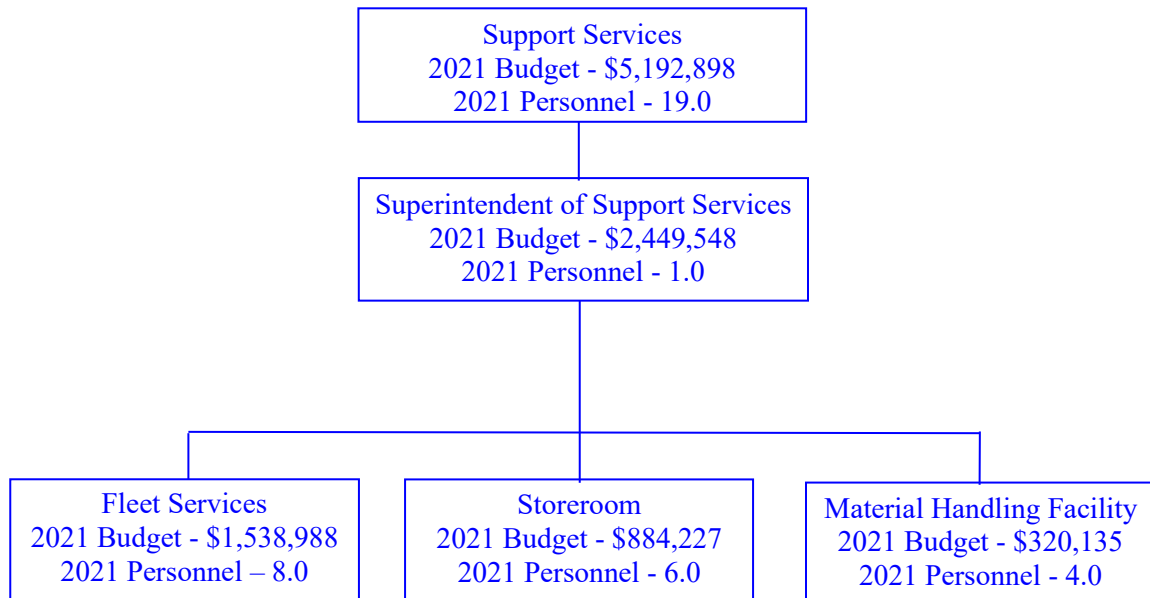 Support Services
2021 Budget - $5,192,898
2021 Personnel - 19.0
Superintendent of Support Services
2021 Budget - $2,449,548
2021 Personnel - 1.0
Fleet Services
2021 Budget - $1,538,988
2021 Personnel – 8.0
Storeroom
2021 Budget - $884,227
2021 Personnel - 6.0
Material Handling Facility
2021 Budget - $320,135
2021 Personnel - 4.0